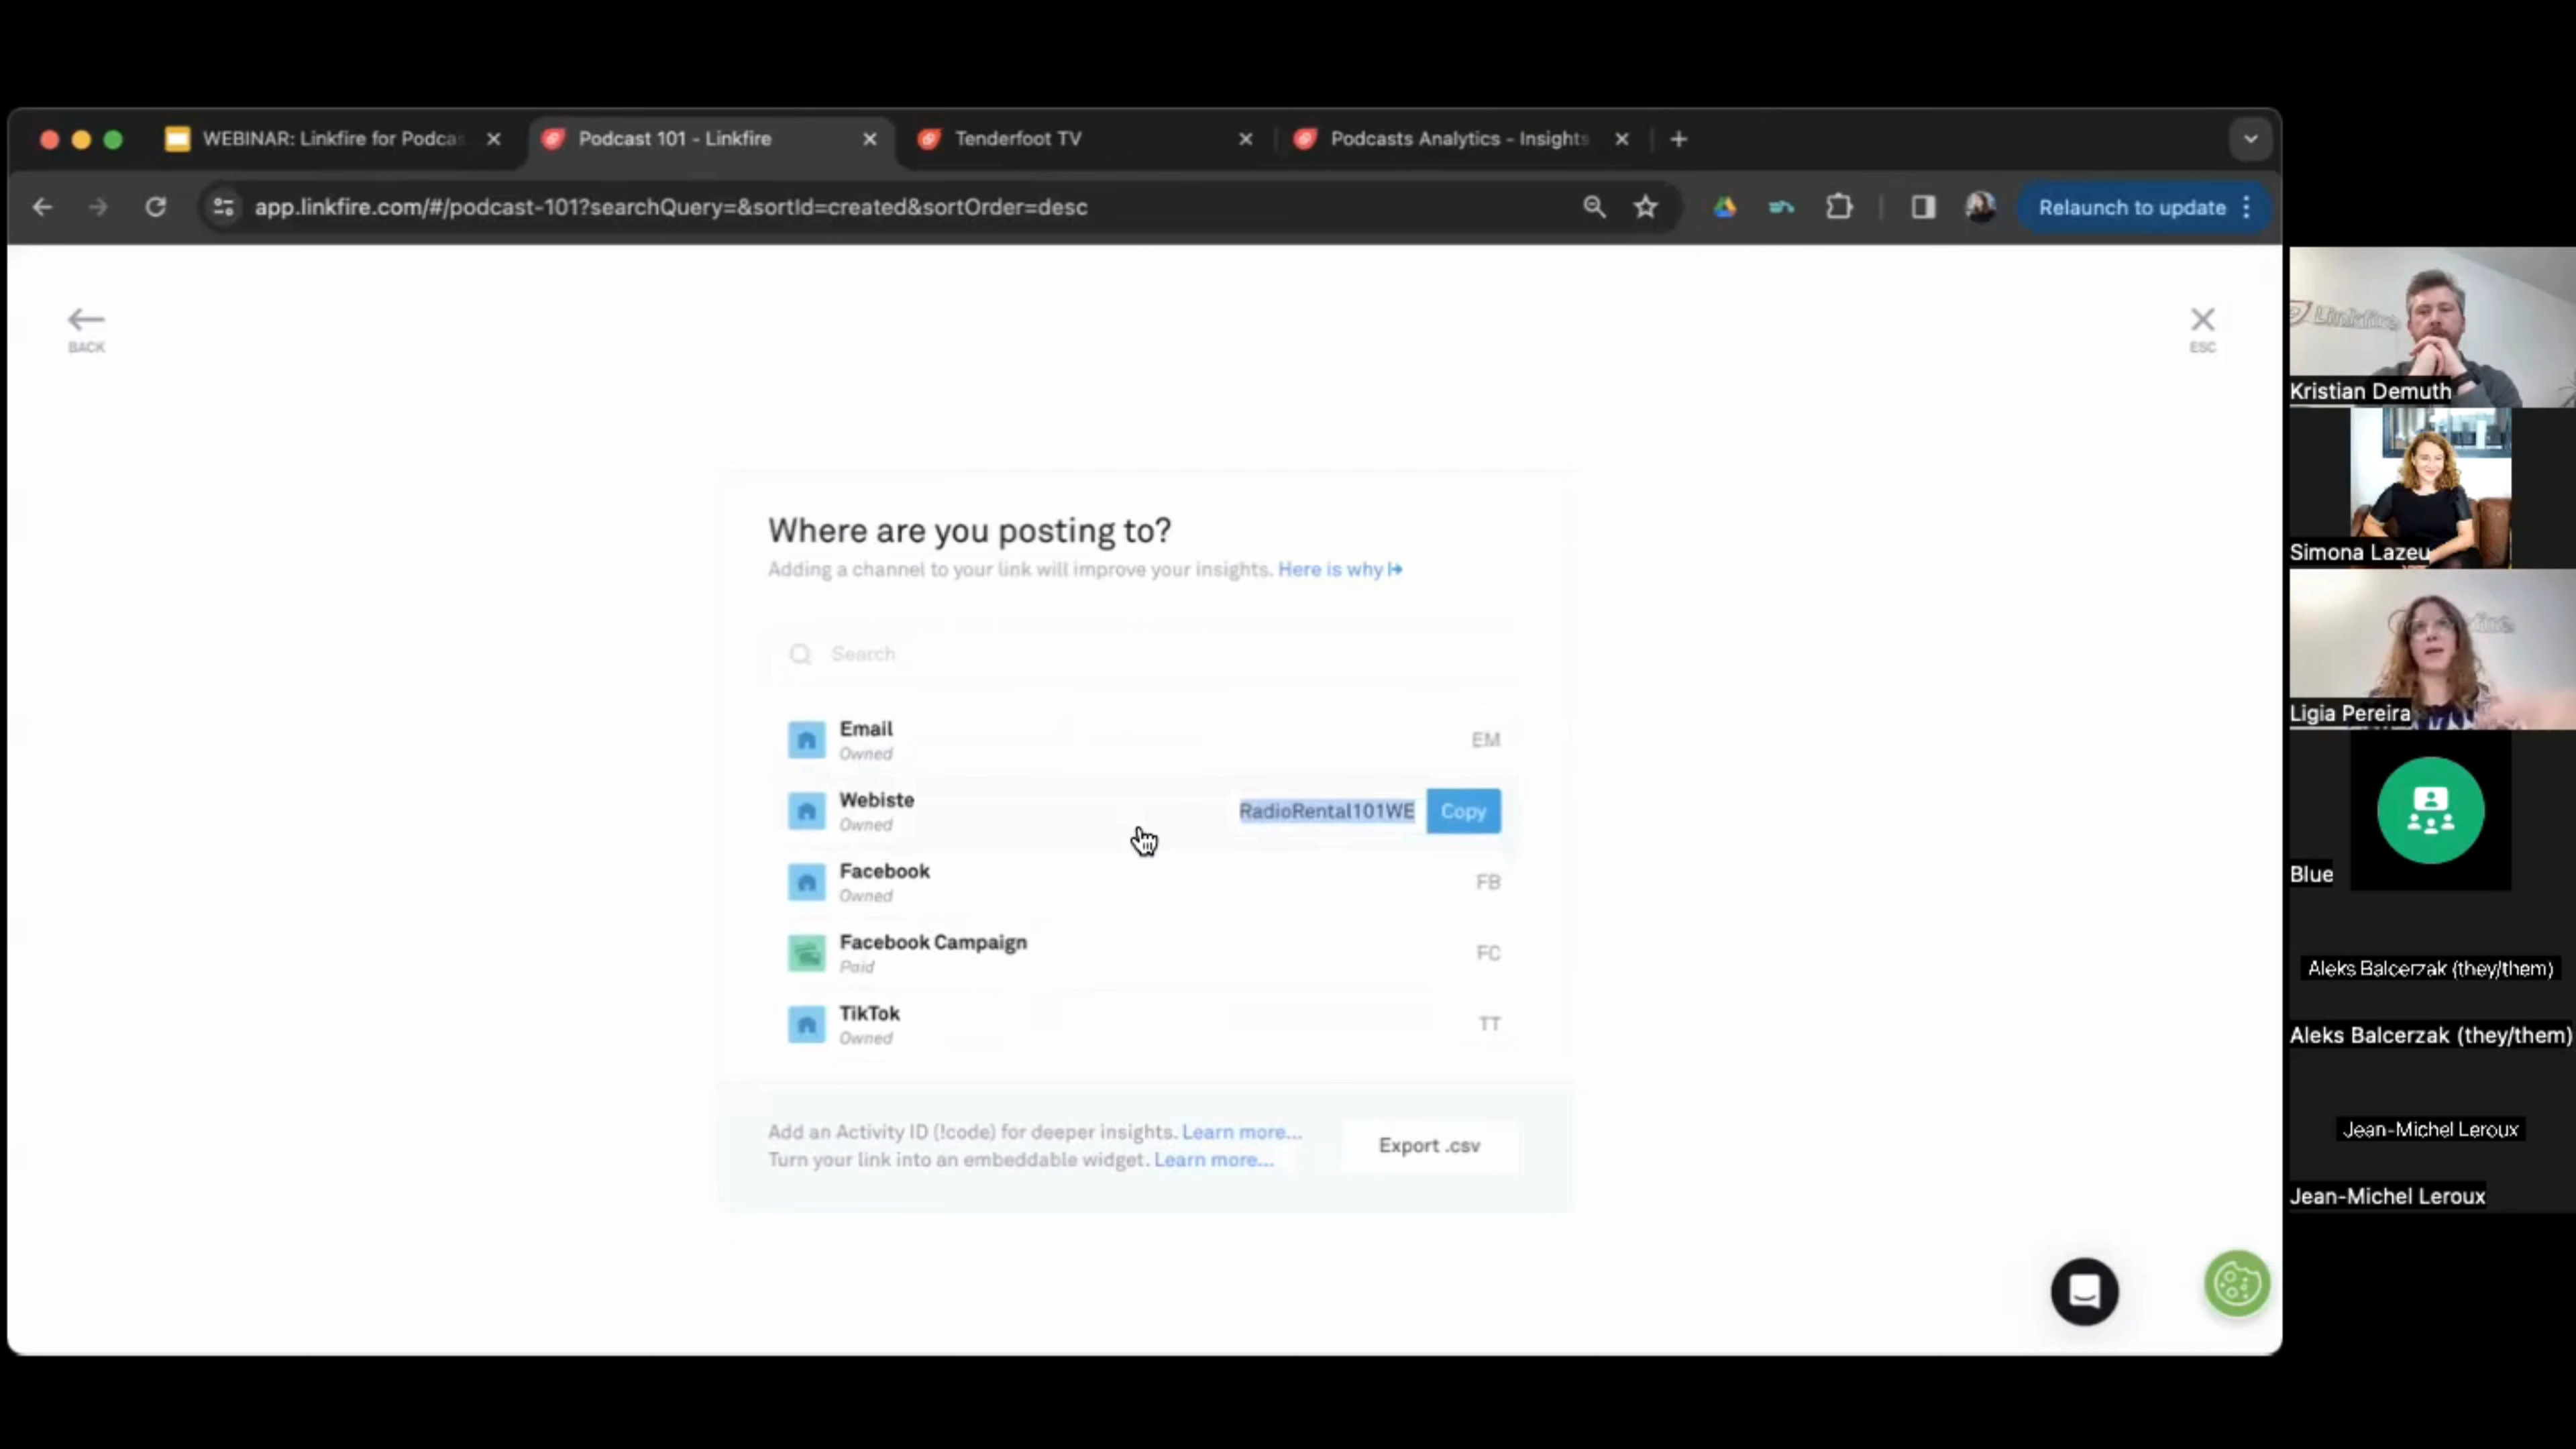 WEBINAR: Linkfire for Podcas
Podcast 101 - Linkfire
Tenderfoot TV
Podcasts Analytics - Insights
app.linkfire.com/#/podcast-101?searchQuery=&sortId=created&sortOrder=desc
Relaunch to update
BACK
ESC
Where are you posting to?
Adding a channel to your link will improve your insights. Here is why
Search
Email
Owned
EM
Webiste
Owned
RadioRental101WE
Copy
Facebook
Owned
FB
Facebook Campaign
Paid
FC
TikTok
Owned
TT
Add an Activity ID (!code) for deeper insights. Learn more...
Turn your link into an embeddable widget. Learn more...
Export .csv
Linkfire
Kristian Demuth
Simona Lazeu
Ligia Pereira
Blue
Aleks Balcerzak (they/them)
Aleks Balcerzak (they/them)
Jean-Michel Leroux
Jean-Michel Leroux